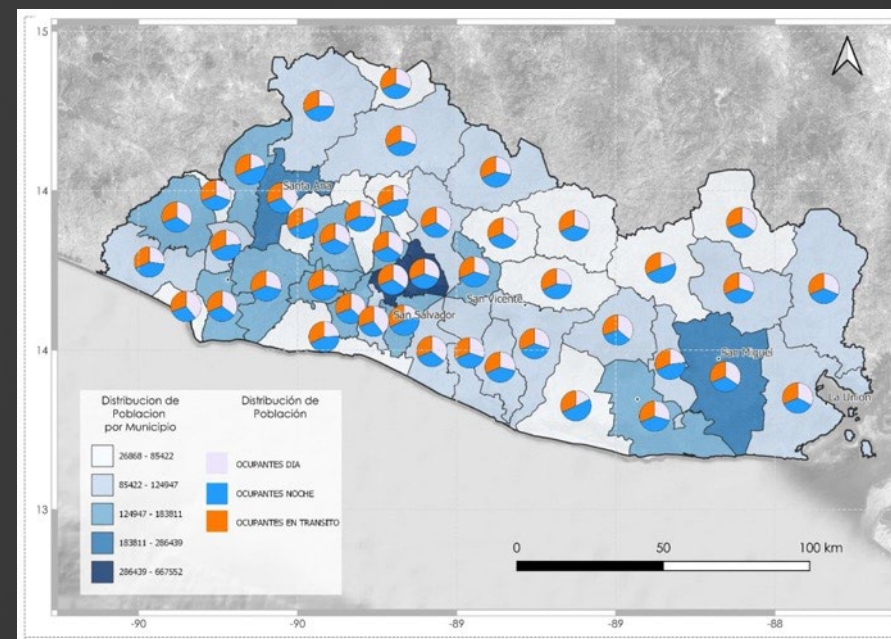 15
14
14
13
-90
-90
-89
-89
-88
Santa Ana
San Vicente
San Salvador
San Miguel
La Union
Distribucion de
Poblacion
por Municipio
26868 - 85422
85422 - 124947
124947 - 183811
183811 - 286439
286439 - 667552
Distribución de
Población
OCUPANTES DIA
OCUPANTES NOCHE
OCUPANTES EN TRANSITO
0
50
100 km